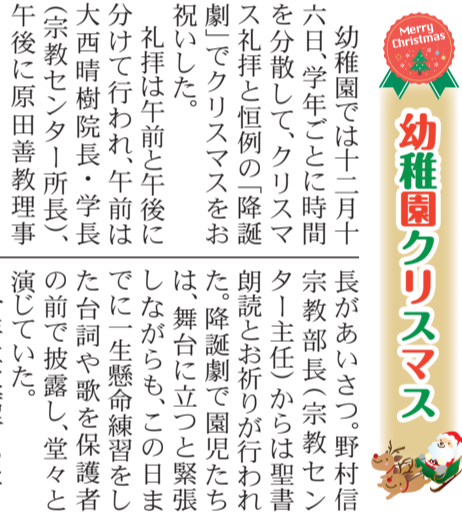 Merry
Christmas
幼稚園クリスマス
幼稚園では十二月十
六日、学年ごとに時間
を分散して、クリスマ
ス礼拝と恒例の「降誕
劇」でクリスマスをお
祝いした。
礼拝は午前と午後に
分けて行われ、午前は
大西晴樹院長・学長
(宗教センター所長)、
午後に原田善教理事
長があいさつ。野村信
宗教部長(宗教セン
ター主任)からは聖書
朗読とお祈りが行われ
た。降誕劇で園児たち
は、舞台に立つと緊張
しながらも、この日ま
でに一生懸命練習をし
た台詞や歌を保護者
の前で披露し、堂々と
演じていた。